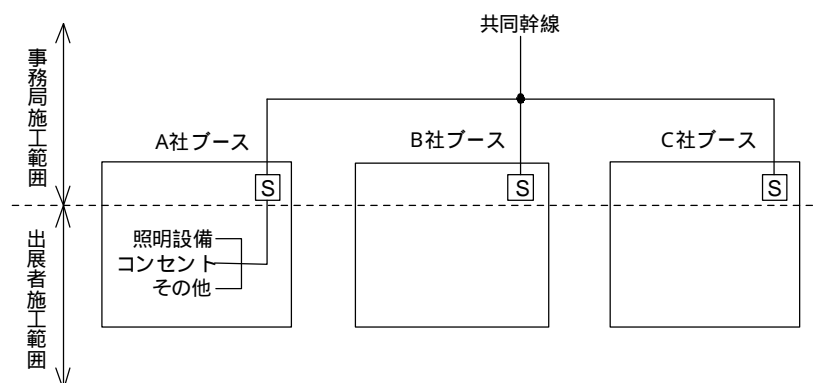 共同幹線
事務局施工範囲
A社ブース
B社ブース
C社ブース
S
S
S
出展者施工範囲
照明設備
コンセント
その他